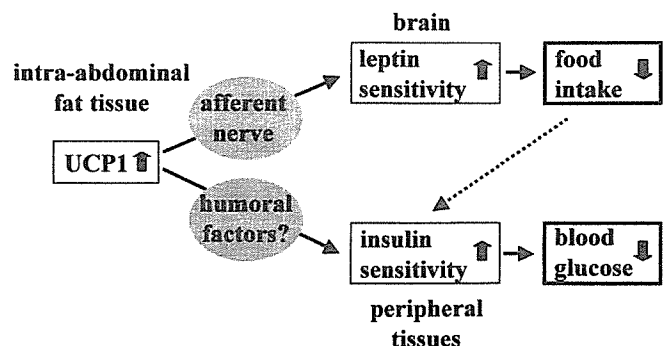 intra-abdominal
fat tissue
UCP1
afferent
nerve
humoral
factors?
brain
leptin
sensitivity
food
intake
insulin
sensitivity
blood
glucose
peripheral
tissues